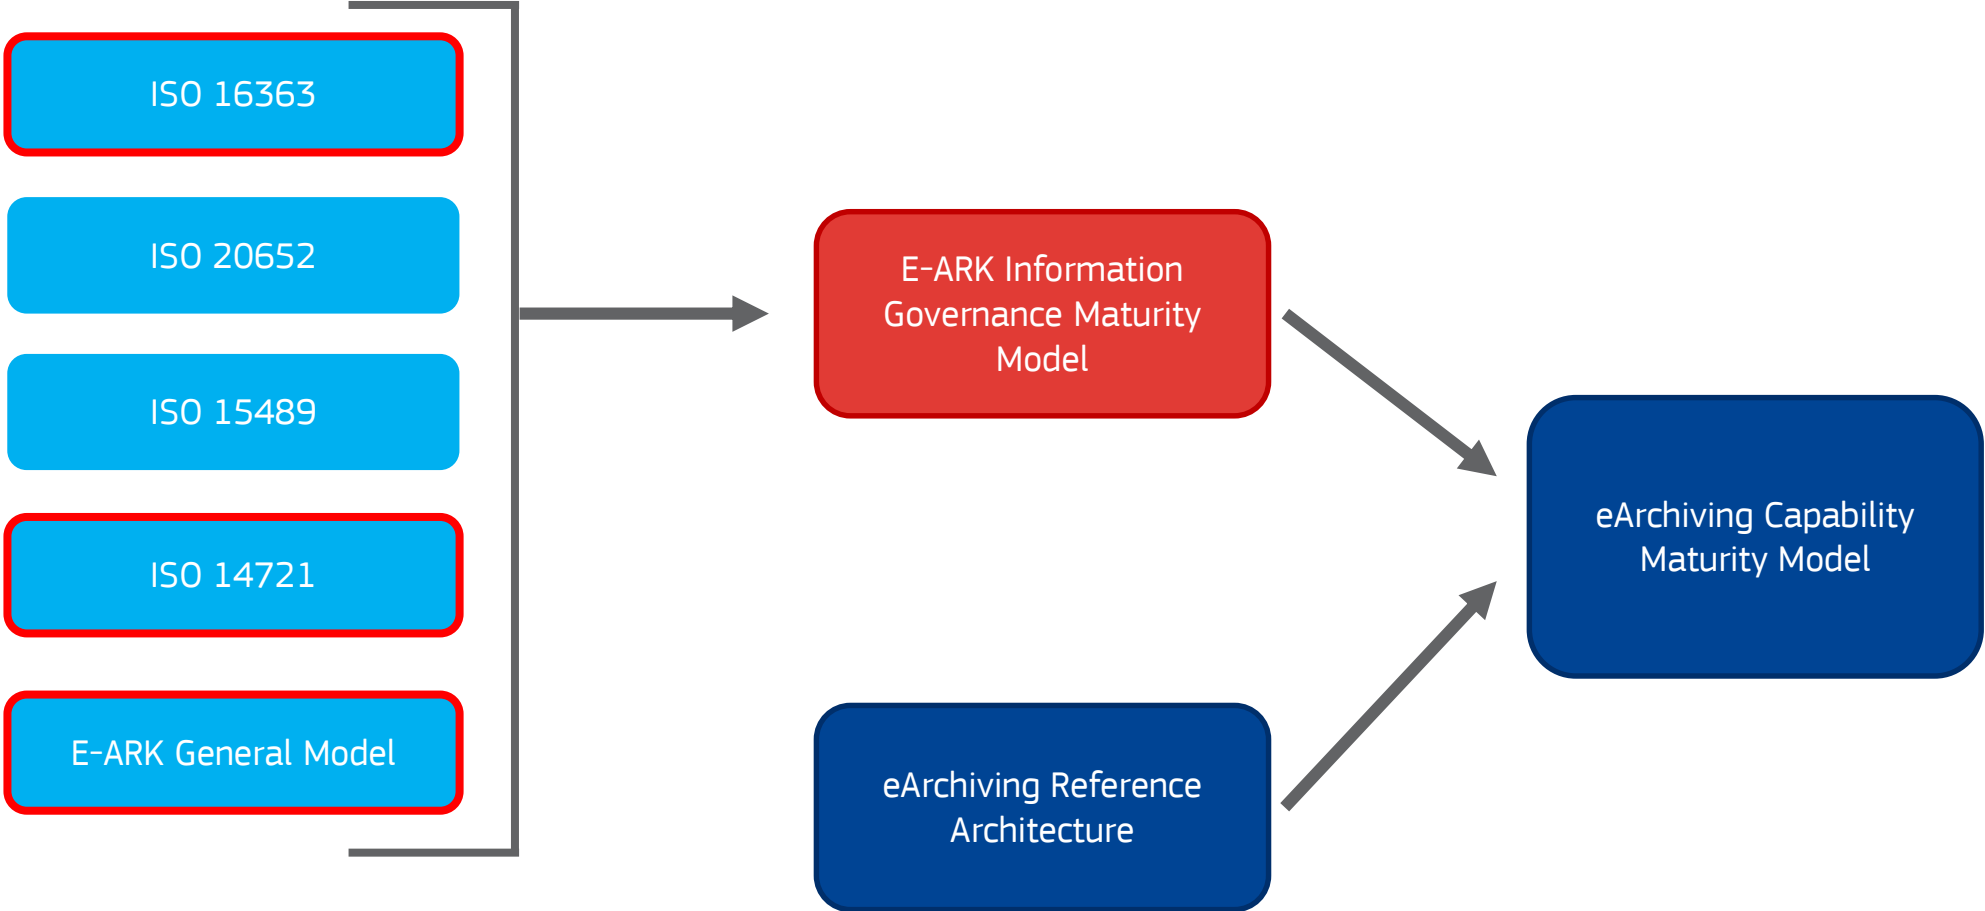 ISO 16363
ISO 20652
ISO 15489
ISO 14721
E-ARK General Model
E-ARK Information
Governance Maturity
Model
eArchiving Reference
Architecture
eArchiving Capability
Maturity Model